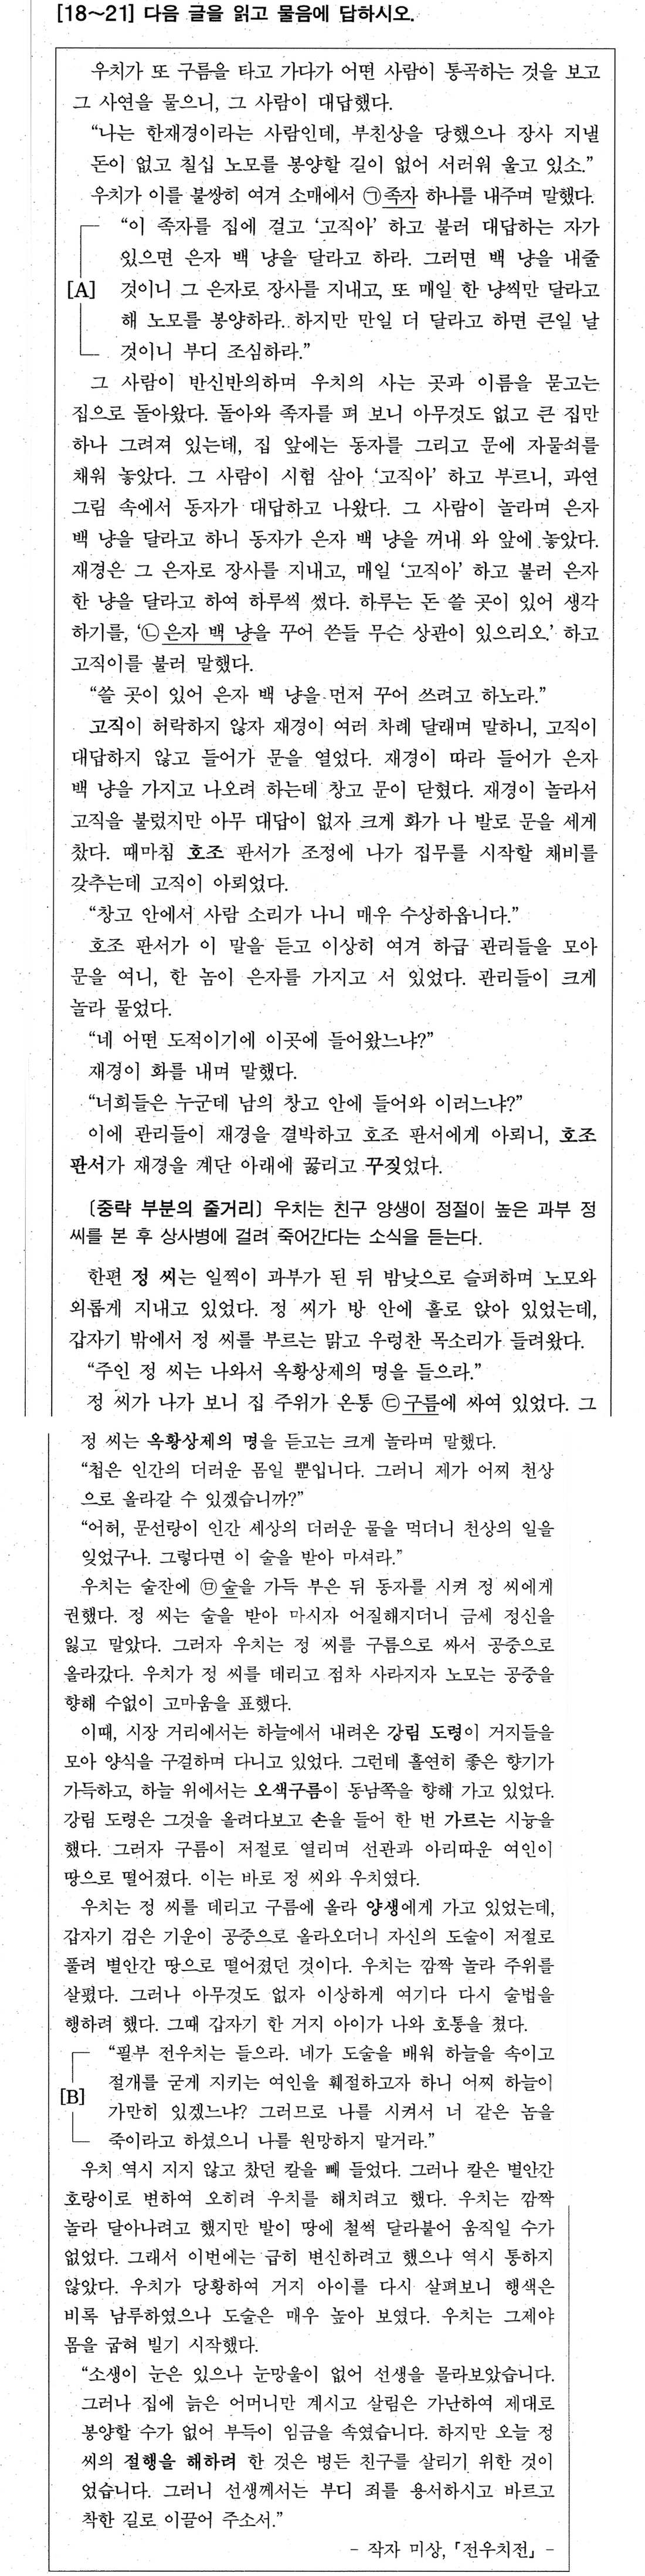 [18～21] 다음 글을 읽고 물음에 답하시오.
우치가 또 구름을 타고 가다가 어떤 사람이 통곡하는 것을 보고
그 사연을 물으니, 그 사람이 대답했다.
“나는 한재경이라는 사람인데, 부친상을 당했으나 장사 지낼
돈이 없고 칠십 노모를 봉양할 길이 없어 서러워 울고 있소.”
우치가 이를 불쌍히 여겨 소매에서 ㉠족자 하나를 내주며 말했다.
“이 족자를 집에 걸고 ‘고직아’ 하고 불러 대답하는 자가
있으면 은자 백 냥을 달라고 하라. 그러면 백 냥을 내줄
[A] 것이니 그 은자로 장사를 지내고, 또 매일 한 냥씩만 달라고
해 노모를 봉양하라. 하지만 만일 더 달라고 하면 큰일 날
것이니 부디 조심하라.”
그 사람이 반신반의하며 우치의 사는 곳과 이름을 묻고는
집으로 돌아왔다. 돌아와 족자를 펴 보니 아무것도 없고 큰 집만
하나 그려져 있는데, 집 앞에는 동자를 그리고 문에 자물쇠를
채워 놓았다. 그 사람이 시험 삼아 ‘고직아’ 하고 부르니, 과연
그림 속에서 동자가 대답하고 나왔다. 그 사람이 놀라며 은자
백 냥을 달라고 하니 동자가 은자 백 냥을 꺼내 와 앞에 놓았다.
재경은 그 은자로 장사를 지내고, 매일 ‘고직아’ 하고 불러 은자
한 냥을 달라고 하여 하루씩 썼다. 하루는 돈 쓸 곳이 있어 생각
하기를, ‘㉡은자 백 냥을 꾸어 쓴들 무슨 상관이 있으리오.’ 하고
고직이를 불러 말했다.
“쓸 곳이 있어 은자 백 냥을 먼저 꾸어 쓰려고 하노라.”
고직이 허락하지 않자 재경이 여러 차례 달래며 말하니, 고직이
대답하지 않고 들어가 문을 열었다. 재경이 따라 들어가 은자
백 냥을 가지고 나오려 하는데 창고 문이 닫혔다. 재경이 놀라서
고직을 불렀지만 아무 대답이 없자 크게 화가 나 발로 문을 세게
찼다. 때마침 호조 판서가 조정에 나가 집무를 시작할 채비를
갖추는데 고직이 아뢰었다.
“창고 안에서 사람 소리가 나니 매우 수상하옵니다.”
호조 판서가 이 말을 듣고 이상히 여겨 하급 관리들을 모아
문을 여니, 한 놈이 은자를 가지고 서 있었다. 관리들이 크게
놀라 물었다.
“네 어떤 도적이기에 이곳에 들어왔느냐?”
재경이 화를 내며 말했다.
“너희들은 누군데 남의 창고 안에 들어와 이러느냐?”
이에 관리들이 재경을 결박하고 호조 판서에게 아뢰니, 호조
판서가 재경을 계단 아래에 꿇리고 꾸짖었다.
〔중략 부분의 줄거리〕 우치는 친구 양생이 정절이 높은 과부 정
씨를 본 후 상사병에 걸려 죽어간다는 소식을 듣는다.
한편 정 씨는 일찍이 과부가 된 뒤 밤낮으로 슬퍼하며 노모와
외롭게 지내고 있었다. 정 씨가 방 안에 홀로 앉아 있었는데,
갑자기 밖에서 정 씨를 부르는 맑고 우렁찬 목소리가 들려왔다.
“주인 정 씨는 나와서 옥황상제의 명을 들으라.”
정 씨가 나가 보니 집 주위가 온통 ㉢구름에 싸여 있었다. 그
정 씨는 옥황상제의 명을 듣고는 크게 놀라며 말했다.
“첩은 인간의 더러운 몸일 뿐입니다. 그러니 제가 어찌 천상
으로 올라갈 수 있겠습니까?”
“어허, 문선랑이 인간 세상의 더러운 물을 먹더니 천상의 일을
잊었구나. 그렇다면 이 술을 받아 마셔라.”
우치는 술잔에 ㉤술을 가득 부은 뒤 동자를 시켜 정 씨에게
권했다. 정 씨는 술을 받아 마시자 어질해지더니 금세 정신을
잃고 말았다. 그러자 우치는 정 씨를 구름으로 싸서 공중으로
올라갔다. 우치가 정 씨를 데리고 점차 사라지자 노모는 공중을
향해 수없이 고마움을 표했다.
이때, 시장 거리에서는 하늘에서 내려온 강림 도령이 거지들을
모아 양식을 구걸하며 다니고 있었다. 그런데 홀연히 좋은 향기가
가득하고, 하늘 위에서는 오색구름이 동남쪽을 향해 가고 있었다.
강림 도령은 그것을 올려다보고 손을 들어 한 번 가르는 시늉을
했다. 그러자 구름이 저절로 열리며 선관과 아리따운 여인이
땅으로 떨어졌다. 이는 바로 정 씨와 우치였다.
우치는 정 씨를 데리고 구름에 올라 양생에게 가고 있었는데,
갑자기 검은 기운이 공중으로 올라오더니 자신의 도술이 저절로
풀려 별안간 땅으로 떨어졌던 것이다. 우치는 깜짝 놀라 주위를
살폈다. 그러나 아무것도 없자 이상하게 여기다 다시 술법을
행하려 했다. 그때 갑자기 한 거지 아이가 나와 호통을 쳤다.
“필부 전우치는 들으라. 네가 도술을 배워 하늘을 속이고
절개를 굳게 지키는 여인을 훼절하고자 하니 어찌 하늘이
[B] 가만히 있겠느냐? 그러므로 나를 시켜서 너 같은 놈을
죽이라고 하셨으니 나를 원망하지 말거라.”
우치 역시 지지 않고 찼던 칼을 빼 들었다. 그러나 칼은 별안간
호랑이로 변하여 오히려 우치를 해치려고 했다. 우치는 깜짝
놀라 달아나려고 했지만 발이 땅에 철썩 달라붙어 움직일 수가
없었다. 그래서 이번에는 급히 변신하려고 했으나 역시 통하지
않았다. 우치가 당황하여 거지 아이를 다시 살펴보니 행색은
비록 남루하였으나 도술은 매우 높아 보였다. 우치는 그제야
몸을 굽혀 빌기 시작했다.
“소생이 눈은 있으나 눈망울이 없어 선생을 몰라보았습니다.
그러나 집에 늙은 어머니만 계시고 살림은 가난하여 제대로
봉양할 수가 없어 부득이 임금을 속였습니다. 하지만 오늘 정
씨의 절행을 해하려 한 것은 병든 친구를 살리기 위한 것이
었습니다. 그러니 선생께서는 부디 죄를 용서하시고 바르고
착한 길로 이끌어 주소서.”
- 작자 미상, 「전우치전」 -